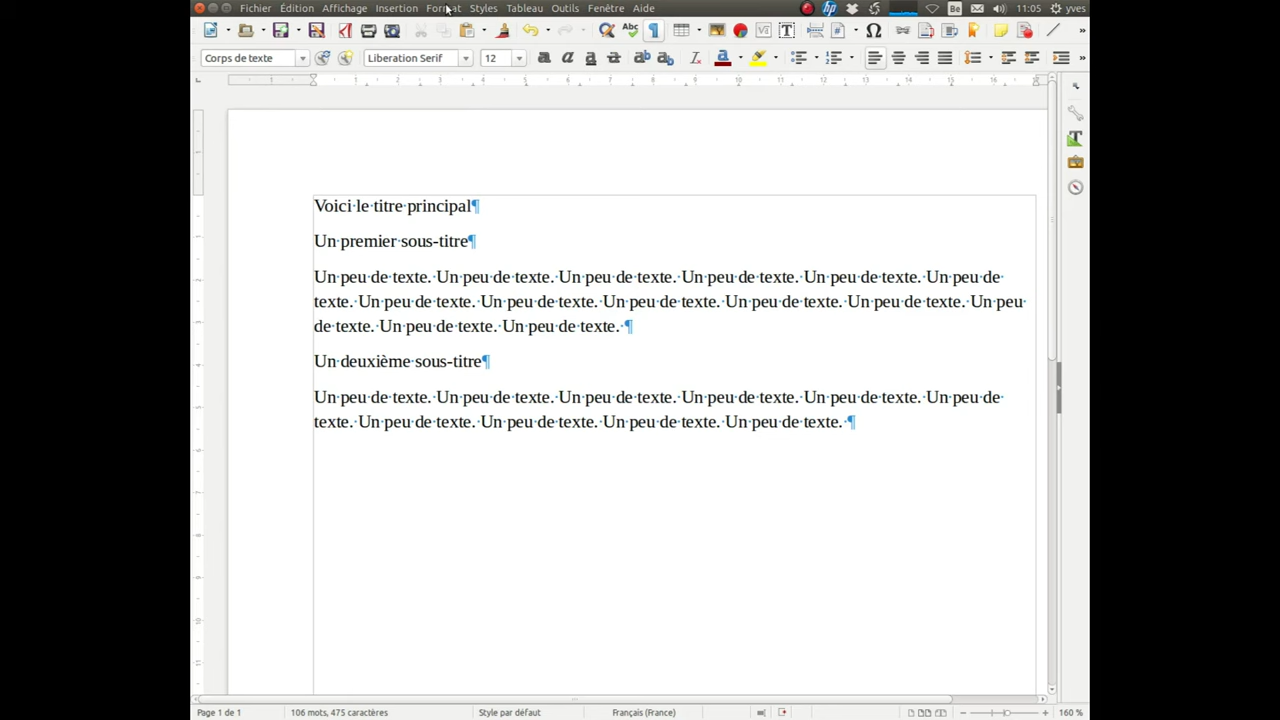 Fichier Édition Affichage Insertion Format Styles Tableau Outils Fenêtre Aide Be 11:05 yves
Corps de texte Liberation Serif 12
Voici le titre principal¶
Un premier sous-titre¶
Un peu de texte. Un peu de texte. Un peu de texte. Un peu de texte. Un peu de texte. Un peu de
texte. Un peu de texte. Un peu de texte. Un peu de texte. Un peu de texte. Un peu de texte. Un peu
de texte. Un peu de texte. Un peu de texte. ¶
Un deuxième sous-titre¶
Un peu de texte. Un peu de texte. Un peu de texte. Un peu de texte. Un peu de texte. Un peu de
texte. Un peu de texte. Un peu de texte. Un peu de texte. Un peu de texte. ¶
Page 1 de 1 106 mots, 475 caractères Style par défaut Français (France) 160 %